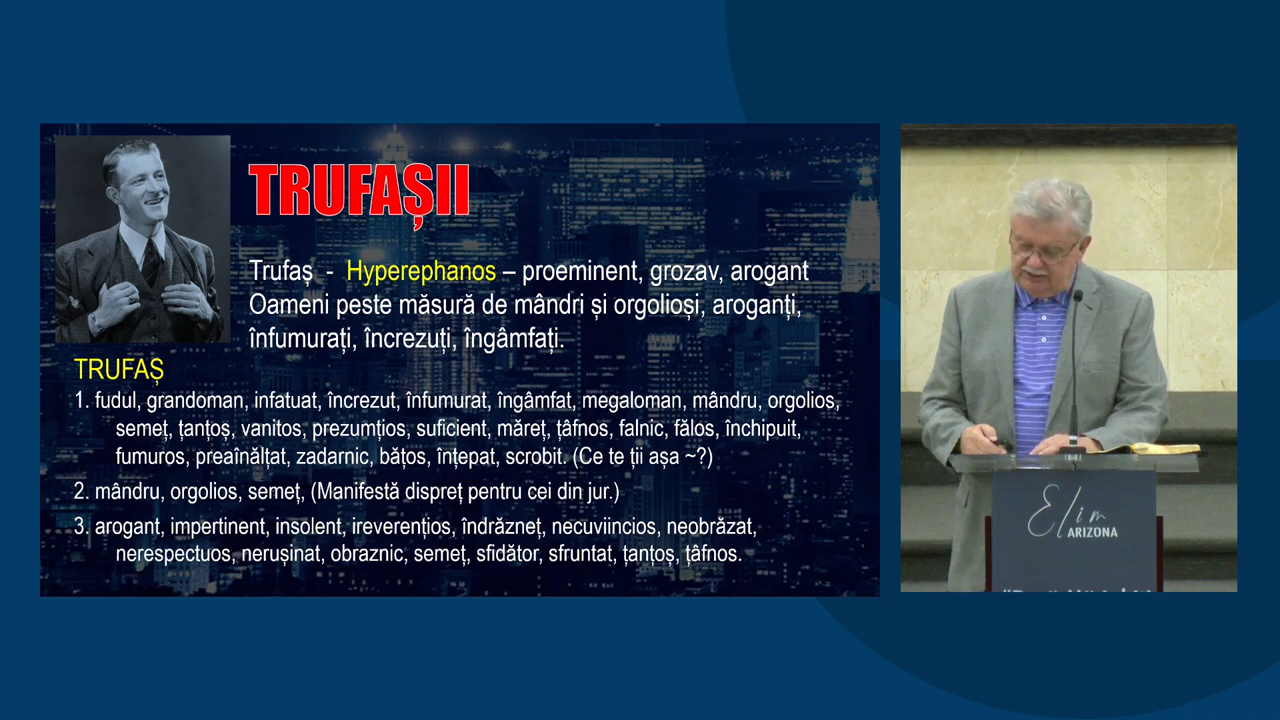 TRUFAȘII
Trufaș - Hyperephanos – proeminent, grozav, arogant
Oameni peste măsură de mândri și orgolioși, aroganți,
înfumurați, încrezuți, îngâmfați.
TRUFAȘ
1. fudul, grandoman, infatuat, încrezut, înfumurat, îngâmfat, megaloman, mândru, orgolios,
semeț, țanțoș, vanitos, prezumțios, suficient, măreț, țâfnos, falnic, fălos, închipuit,
fumuros, preaînălțat, zadarnic, bățos, înțepat, scrobit. (Ce te ții așa ~?)
2. mândru, orgolios, semeț, (Manifestă dispreț pentru cei din jur.)
3. arogant, impertinent, insolent, ireverențios, îndrăzneț, necuviincios, neobrăzat,
nerespectuos, nerușinat, obraznic, semeț, sfidător, sfruntat, țanțoș, țâfnos.
Elim
ARIZONA